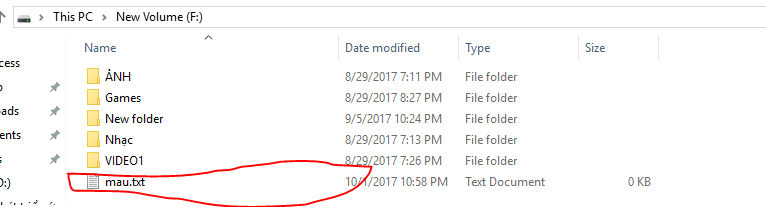 This PC > New Volume (F:)
Name Date modified Type Size
cess
ẢNH 8/29/2017 7:11 PM File folder
Games 8/29/2017 8:27 PM File folder
oads New folder 9/5/2017 10:24 PM File folder
ents Nhạc 8/29/2017 7:13 PM File folder
s VIDEO1 8/29/2017 7:26 PM File folder
):) mau.txt 10/1/2017 10:58 PM Text Document 0 KB